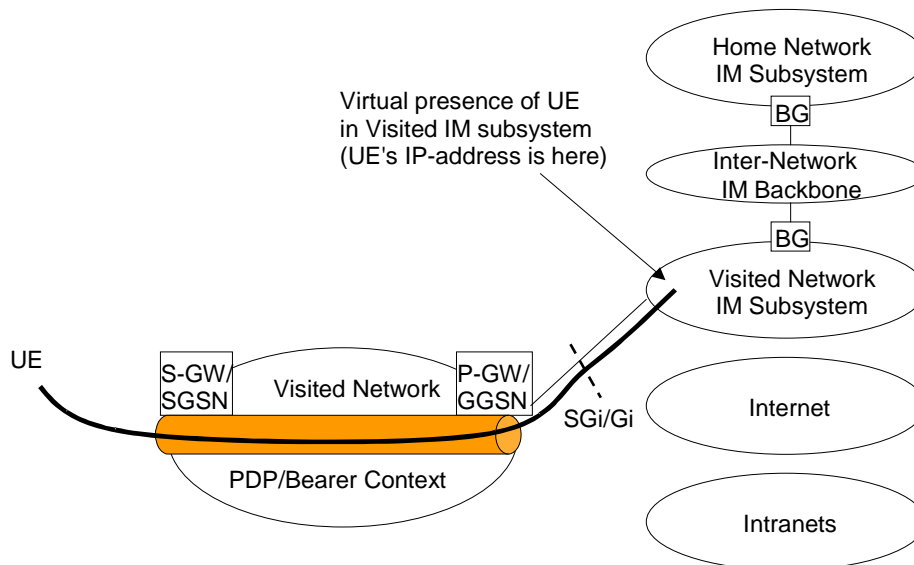 Home Network
IM Subsystem
BG
Virtual presence of UE
in Visited IM subsystem
(UE's IP-address is here)
Inter-Network
IM Backbone
BG
Visited Network
IM Subsystem
UE
S-GW/
SGSN
Visited Network
P-GW/
GGSN
SGi/Gi
Internet
PDP/Bearer Context
Intranets